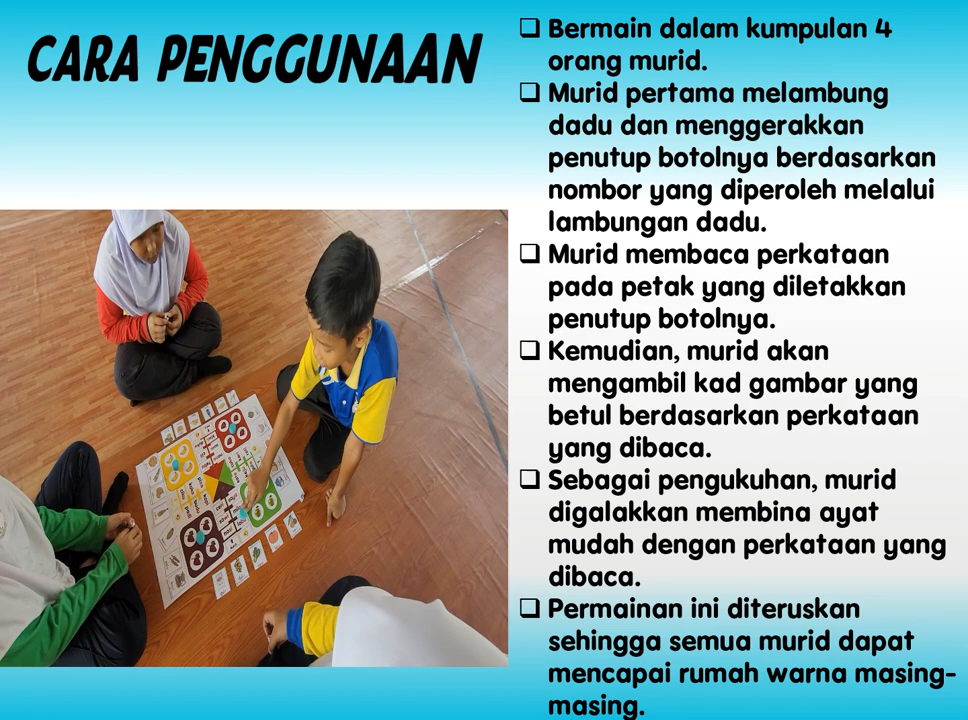 CARA PENGGUNAAN
❑ Bermain dalam kumpulan 4
orang murid.
❑ Murid pertama melambung
dadu dan menggerakkan
penutup botolnya berdasarkan
nombor yang diperoleh melalui
lambungan dadu.
❑ Murid membaca perkataan
pada petak yang diletakkan
penutup botolnya.
❑ Kemudian, murid akan
mengambil kad gambar yang
betul berdasarkan perkataan
yang dibaca.
❑ Sebagai pengukuhan, murid
digalakkan membina ayat
mudah dengan perkataan yang
dibaca.
❑ Permainan ini diteruskan
sehingga semua murid dapat
mencapai rumah warna masing-
masing.